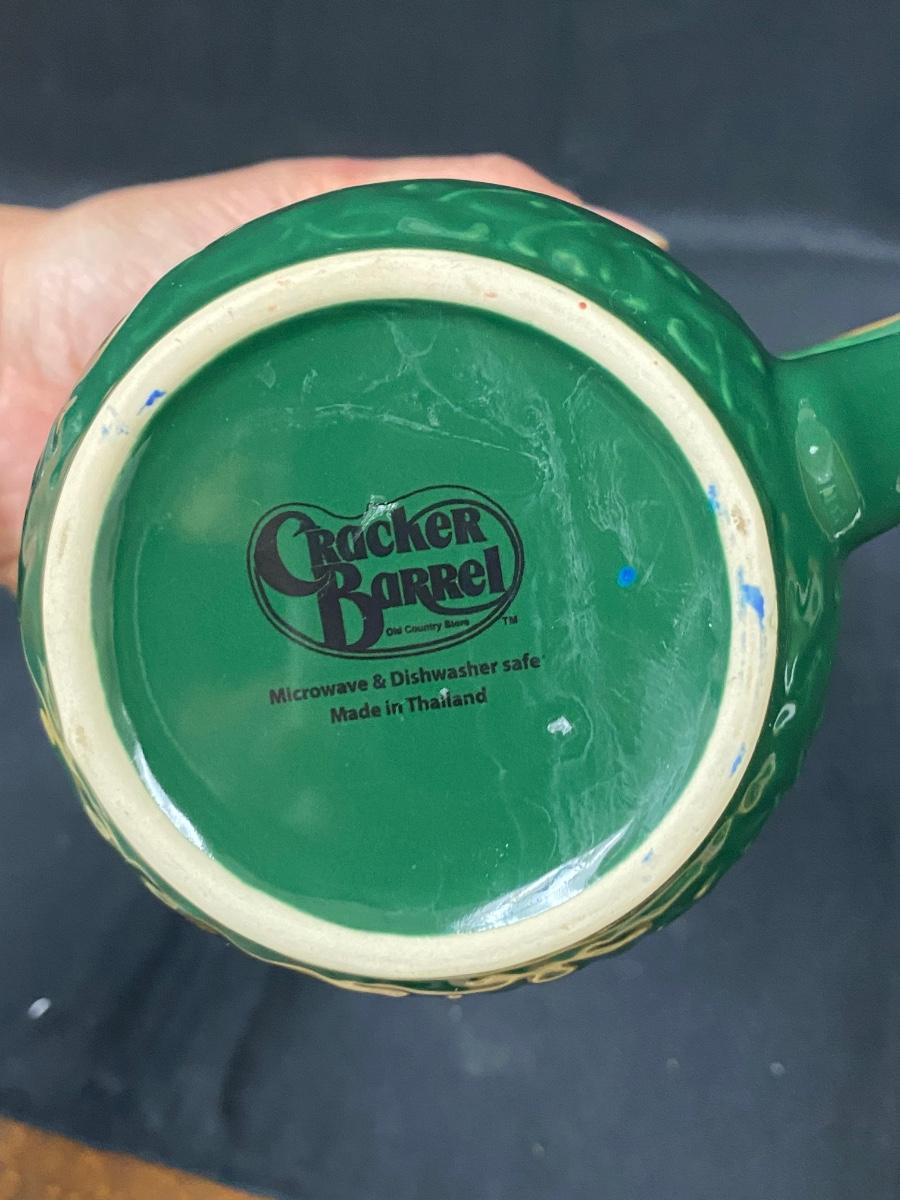 Cracker
Barrel
Old Country Store TM
Microwave & Dishwasher safe
Made in Thailand